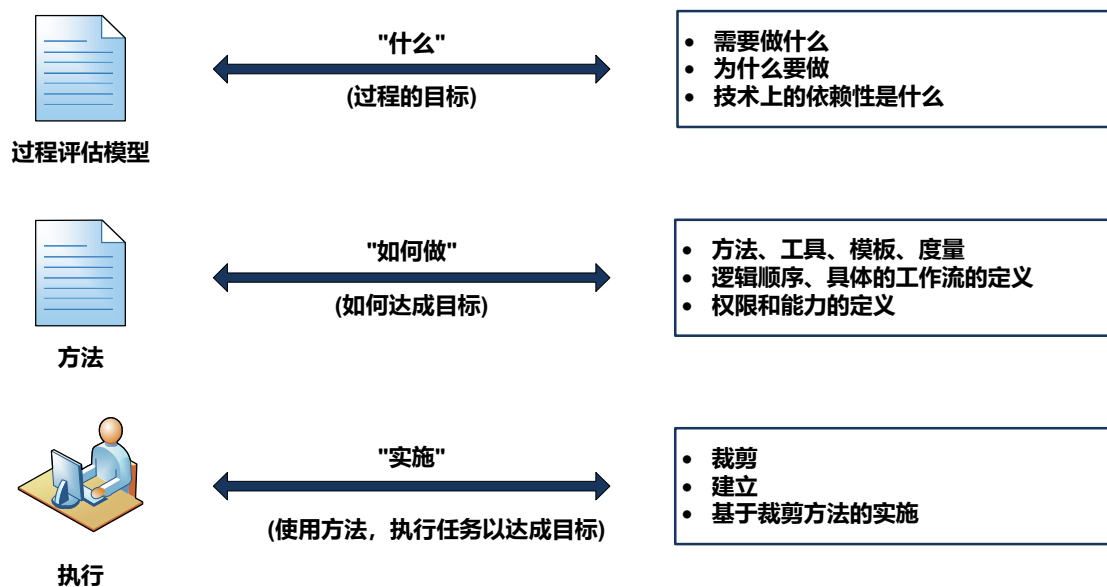 "什么"
(过程的目标)
• 需要做什么
• 为什么要做
• 技术上的依赖性是什么
过程评估模型
"如何做"
(如何达成目标)
• 方法、工具、模板、度量
• 逻辑顺序、具体的工作流的定义
• 权限和能力的定义
方法
"实施"
(使用方法，执行任务以达成目标)
• 裁剪
• 建立
• 基于裁剪方法的实施
执行